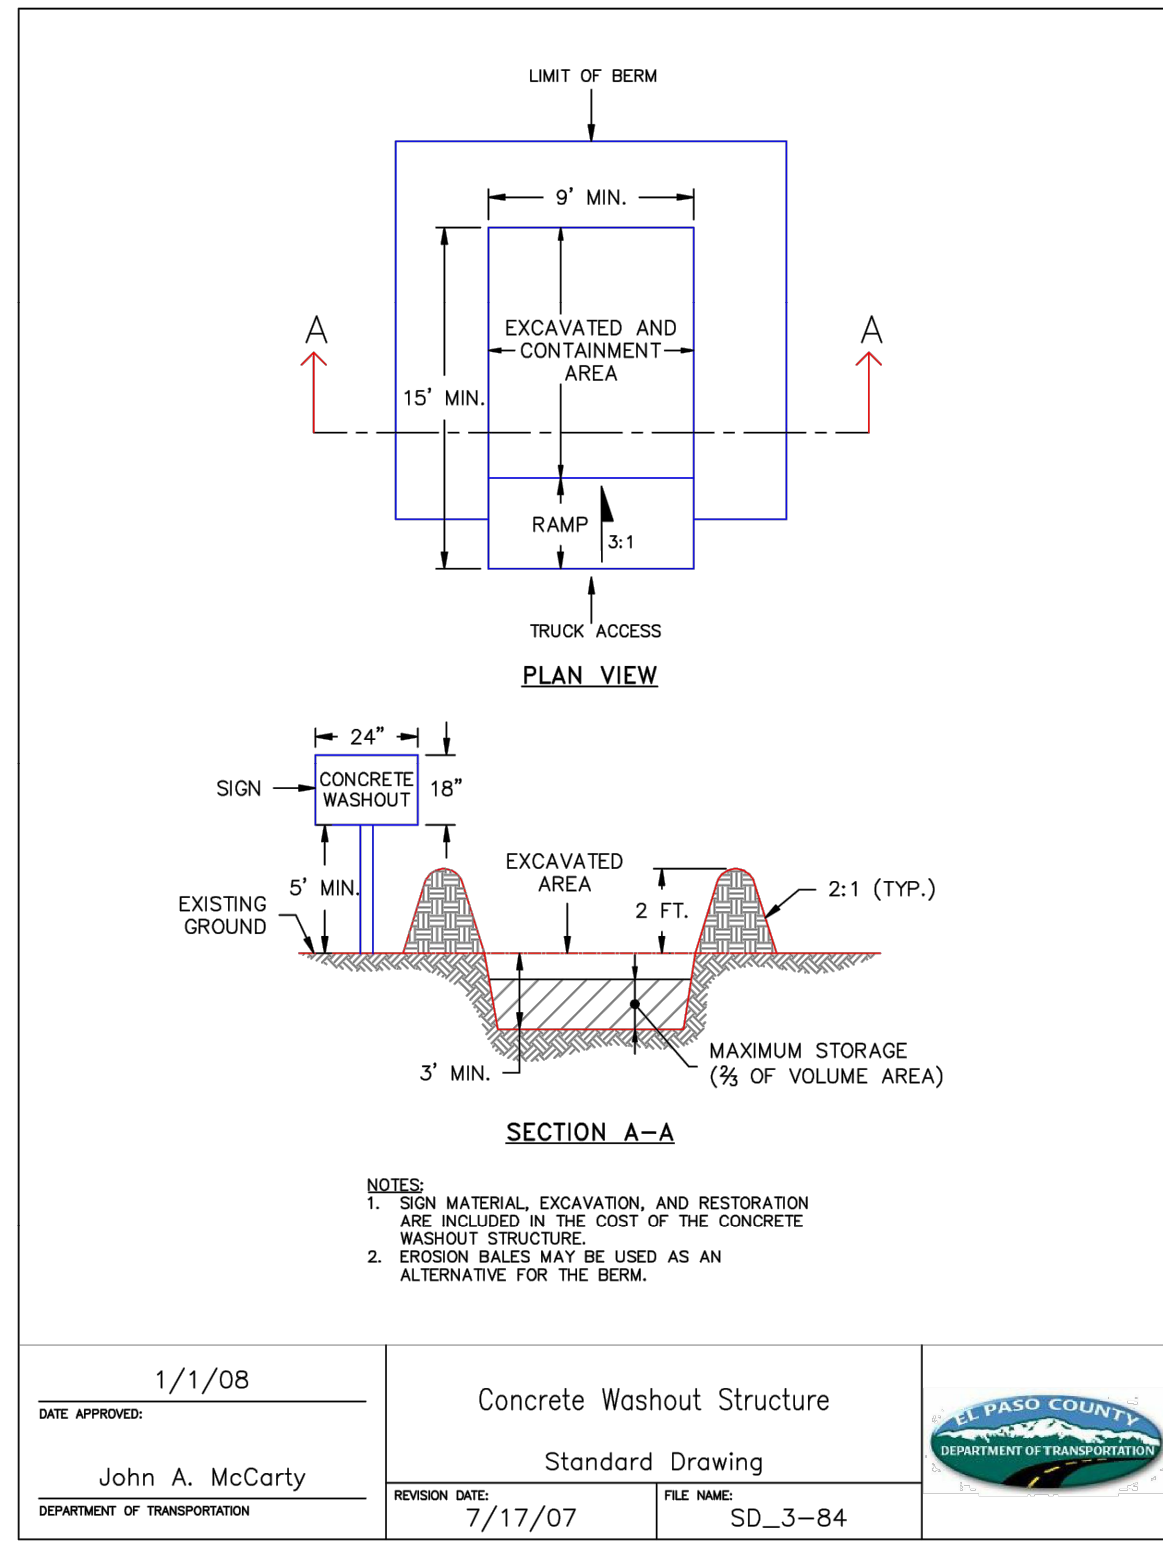 LIMIT OF BERM
9' MIN.
A
A
EXCAVATED AND
CONTAINMENT
AREA
15' MIN.
RAMP
3:1
TRUCK ACCESS
PLAN VIEW
24"
SIGN
CONCRETE
WASHOUT
18"
EXCAVATED
AREA
5' MIN.
2:1 (TYP.)
EXISTING
GROUND
2 FT.
3' MIN.
MAXIMUM STORAGE
(⅔ OF VOLUME AREA)
SECTION A–A
NOTES:
1. SIGN MATERIAL, EXCAVATION, AND RESTORATION
ARE INCLUDED IN THE COST OF THE CONCRETE
WASHOUT STRUCTURE.
2. EROSION BALES MAY BE USED AS AN
ALTERNATIVE FOR THE BERM.
1/1/08
DATE APPROVED:
John A. McCarty
DEPARTMENT OF TRANSPORTATION
Concrete Washout Structure
Standard Drawing
REVISION DATE:
7/17/07
FILE NAME:
SD_3–84
EL PASO COUNTY
DEPARTMENT OF TRANSPORTATION